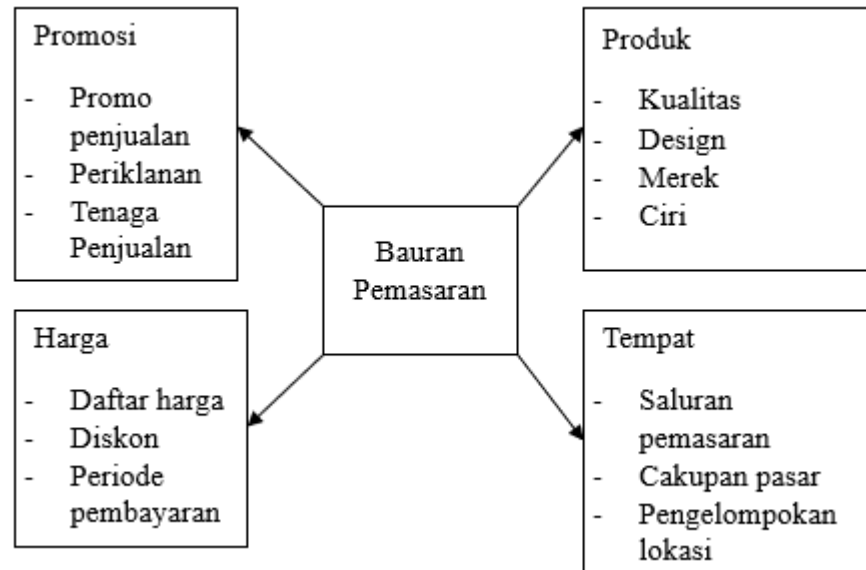 Promosi
- Promo
penjualan
- Periklanan
- Tenaga
Penjualan
Produk
- Kualitas
- Design
- Merek
- Ciri
Bauran
Pemasaran
Harga
- Daftar harga
- Diskon
- Periode
pembayaran
Tempat
- Saluran
pemasaran
- Cakupan pasar
- Pengelompokan
lokasi